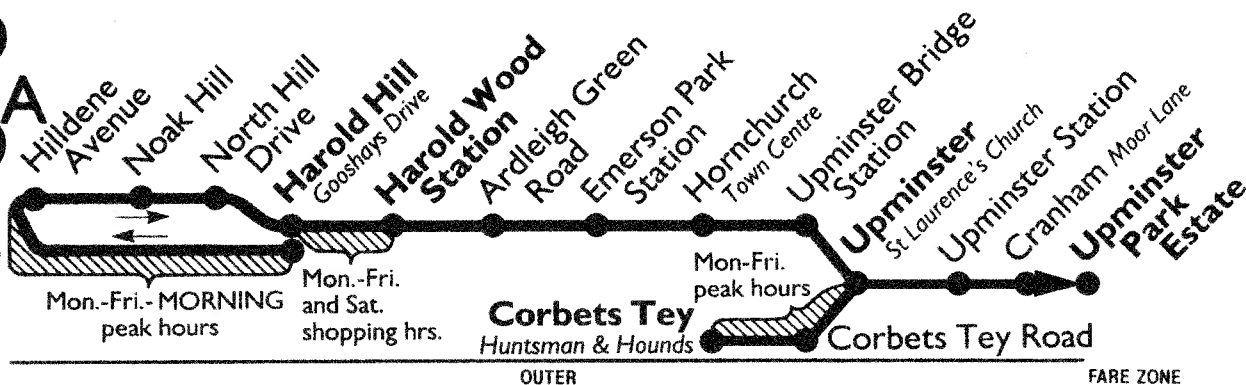 A
Hilldene
Avenue
Noak Hill
North Hill
Drive
Harold Hill
Gooshays Drive
Harold Wood
Station
Ardleigh Green
Road
Emerson Park
Station
Hornchurch
Town Centre
Upminster Bridge
Station
Upminster
St Laurence's Church
Upminster Station
Cranham Moor Lane
Upminster
Park
Estate
Mon.-Fri.- MORNING
peak hours
Mon.-Fri.
and Sat.
shopping hrs.
Mon-Fri.
peak hours
Corbets Tey
Huntsman & Hounds
Corbets Tey Road
OUTER
FARE ZONE